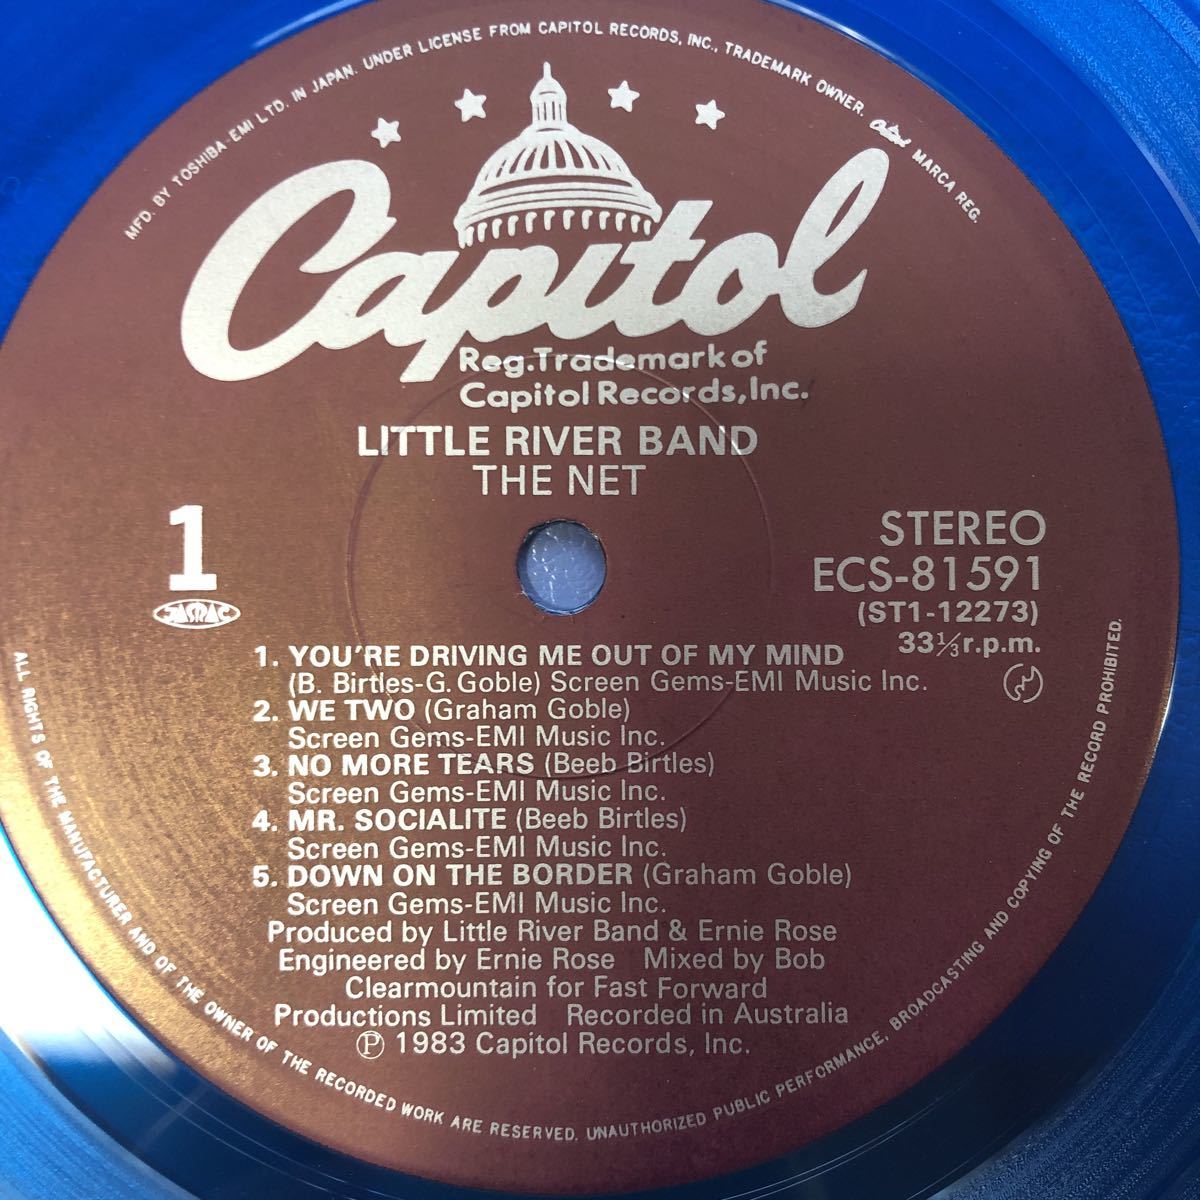 MFD. BY TOSHIBA-EMI LTD. IN JAPAN. UNDER LICENSE FROM CAPITOL RECORDS, INC., TRADEMARK OWNER. Capitol MARCA REG.
Capitol
Reg.Trademark of
Capitol Records,Inc.
LITTLE RIVER BAND
THE NET
1
JASRAC
STEREO
ECS-81591
(ST1-12273)
33⅓r.p.m.
1. YOU'RE DRIVING ME OUT OF MY MIND
(B. Birtles-G. Goble) Screen Gems-EMI Music Inc.
2. WE TWO (Graham Goble)
Screen Gems-EMI Music Inc.
3. NO MORE TEARS (Beeb Birtles)
Screen Gems-EMI Music Inc.
4. MR. SOCIALITE (Beeb Birtles)
Screen Gems-EMI Music Inc.
5. DOWN ON THE BORDER (Graham Goble)
Screen Gems-EMI Music Inc.
Produced by Little River Band & Ernie Rose
Engineered by Ernie Rose Mixed by Bob
Clearmountain for Fast Forward
Productions Limited Recorded in Australia
Ⓟ 1983 Capitol Records, Inc.
ALL RIGHTS OF THE MANUFACTURER AND OF THE OWNER OF THE RECORDED WORK ARE RESERVED. UNAUTHORIZED PUBLIC PERFORMANCE, BROADCASTING AND COPYING OF THE RECORD PROHIBITED.